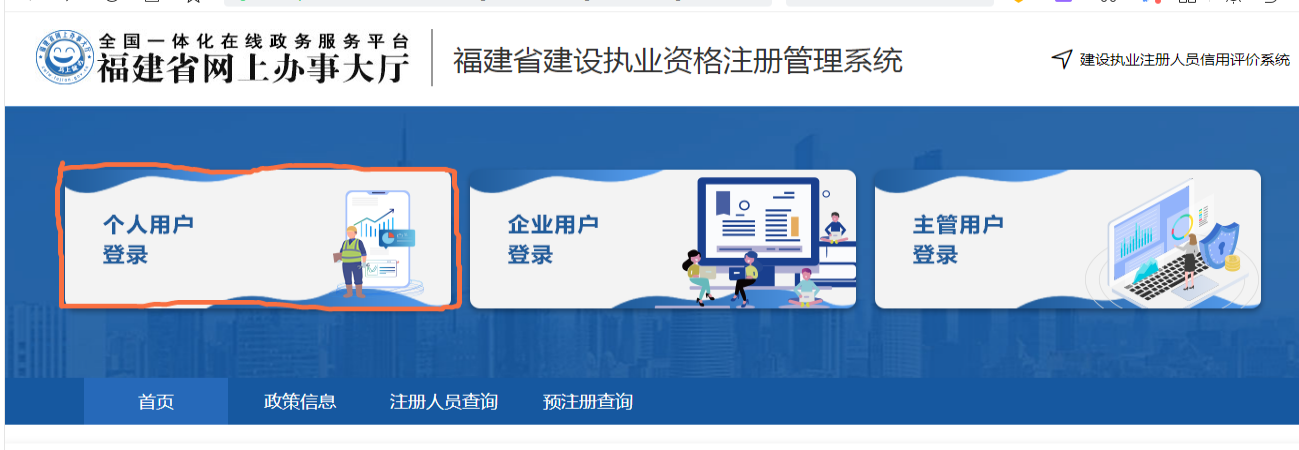 全国一体化在线政务服务平台
福建省网上办事大厅
福建省建设执业资格注册管理系统
建设执业注册人员信用评价系统
个人用户
登录
企业用户
登录
主管用户
登录
首页
政策信息
注册人员查询
预注册查询